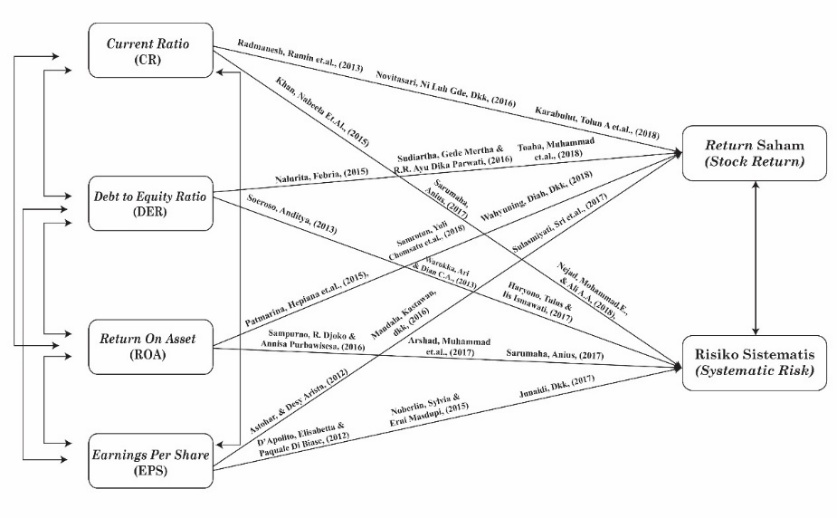 Current Ratio
(CR)
Debt to Equity Ratio
(DER)
Return On Asset
(ROA)
Earnings Per Share
(EPS)
Return Saham
(Stock Return)
Risiko Sistematis
(Systematic Risk)
Radmanesh, Ramin et.al., (2013)
Novitasari, Ni Luh Gde, Dkk, (2016)
Karabulut, Tolun A et.al., (2018)
Khan, Nabeela Et.Al., (2015)
Sarumaha,
Anius, (2017)
Nejad, Mohammad,F.,
& Ali A.A, (2018),
Nalurita, Febria, (2015)
Sudiartha, Gede Mertha &
R.R. Ayu Dika Parwati, (2016)
Toaha, Muhammad
et.al., (2018)
Soeroso, Anditya, (2013)
Warokka, Ari
& Dian C.A., (2013)
Haryono, Tulus &
Iis Ismawati, (2017)
Patmarina, Hepiana et.al., (2015),
Samrotun, Yuli
Chomsatu et.al., (2018)
Wahyuning, Diah, Dkk, (2018)
Sampurno, R. Djoko &
Annisa Purbawisesa, (2016)
Arshad, Muhammad
et.al., (2017)
Sarumaha, Anios, (2017)
Astohar, & Desy Arista, (2012)
Mandala, Kastawan,
dkk, (2016)
Sulasmiyati, Sri et.al., (2017)
D'Apolito, Elisabetta &
Paquale Di Biase, (2012)
Noberlin, Sylvia &
Erni Masdupi, (2015)
Junaidi, Dkk, (2017)